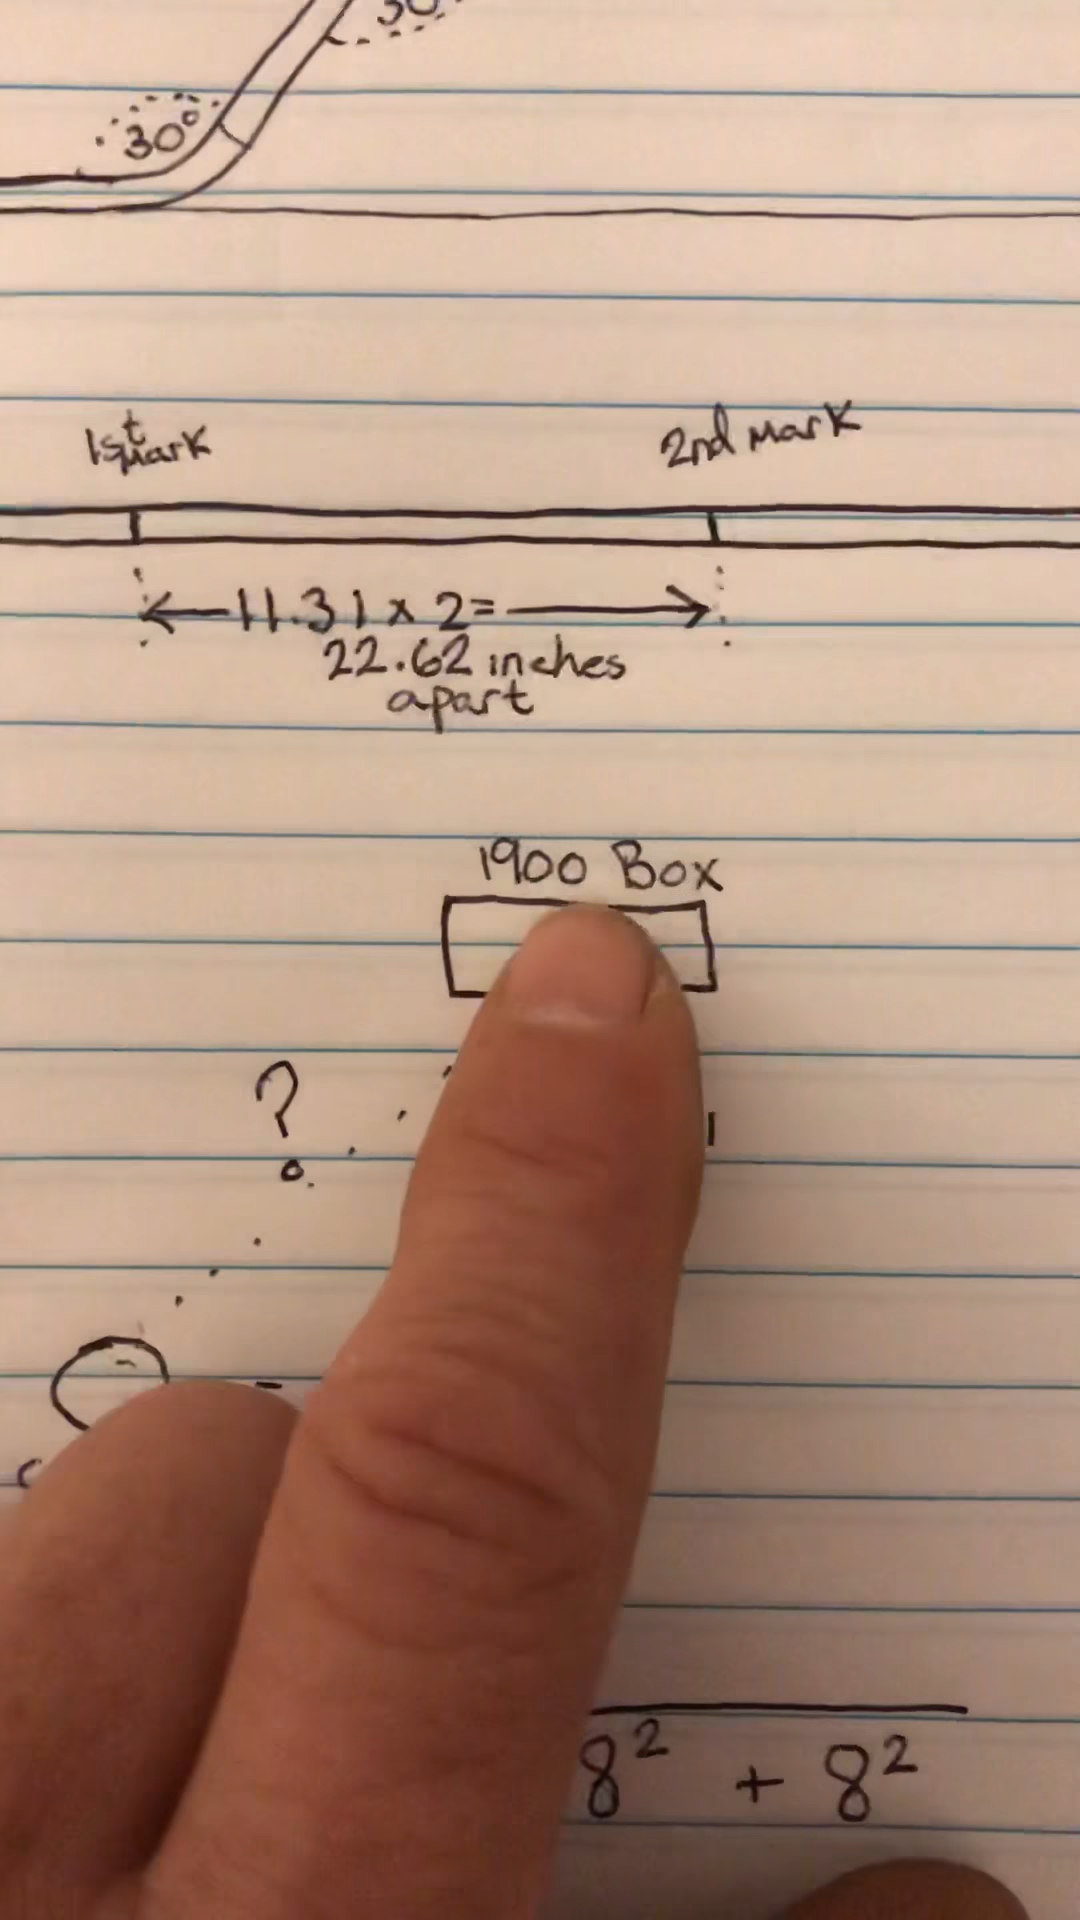 30
30°
1st Mark
2nd Mark
11.31 x 2 =
22.62 inches
apart
1900 Box
?
8² + 8²